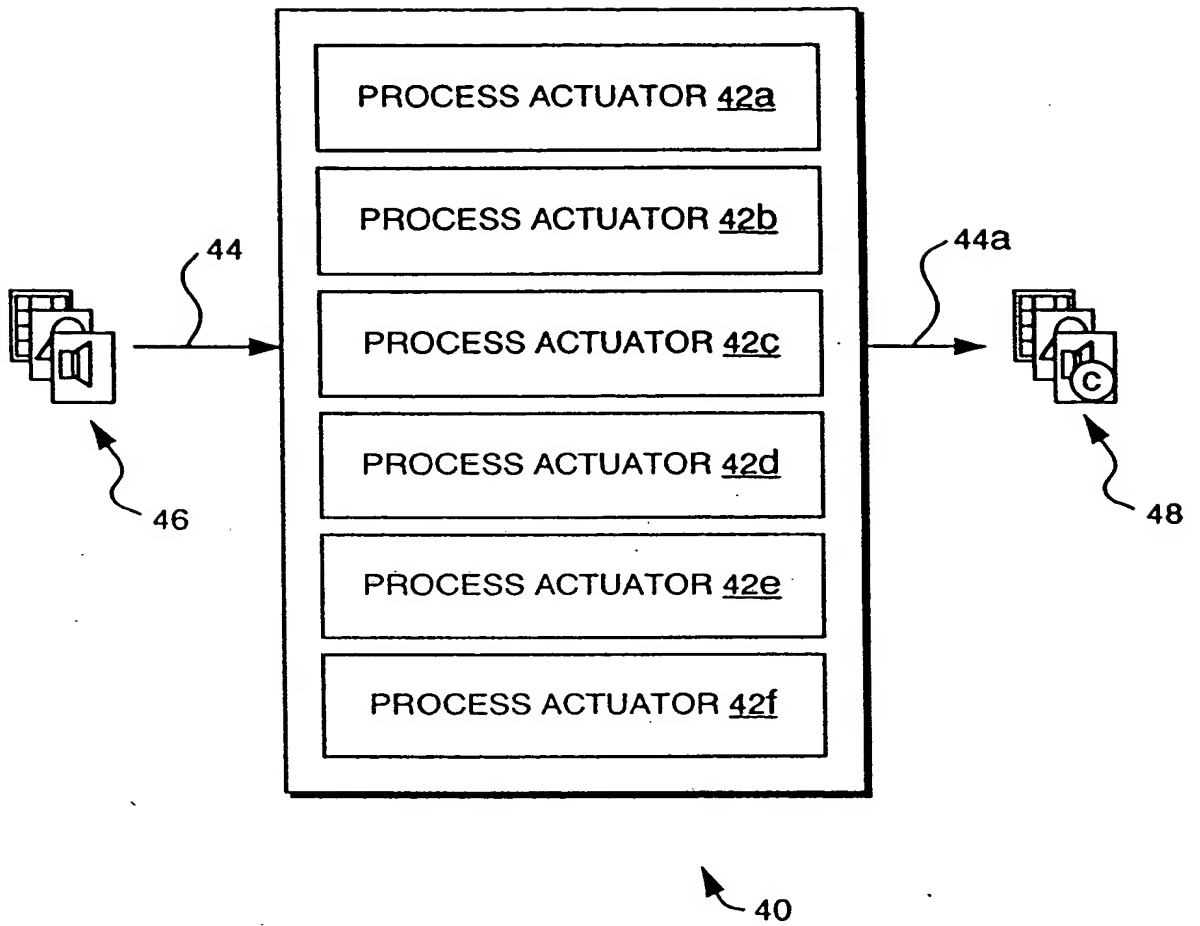 PROCESS ACTUATOR 42a
PROCESS ACTUATOR 42b
44
44a
PROCESS ACTUATOR 42c
C
PROCESS ACTUATOR 42d
46
48
PROCESS ACTUATOR 42e
PROCESS ACTUATOR 42f
40